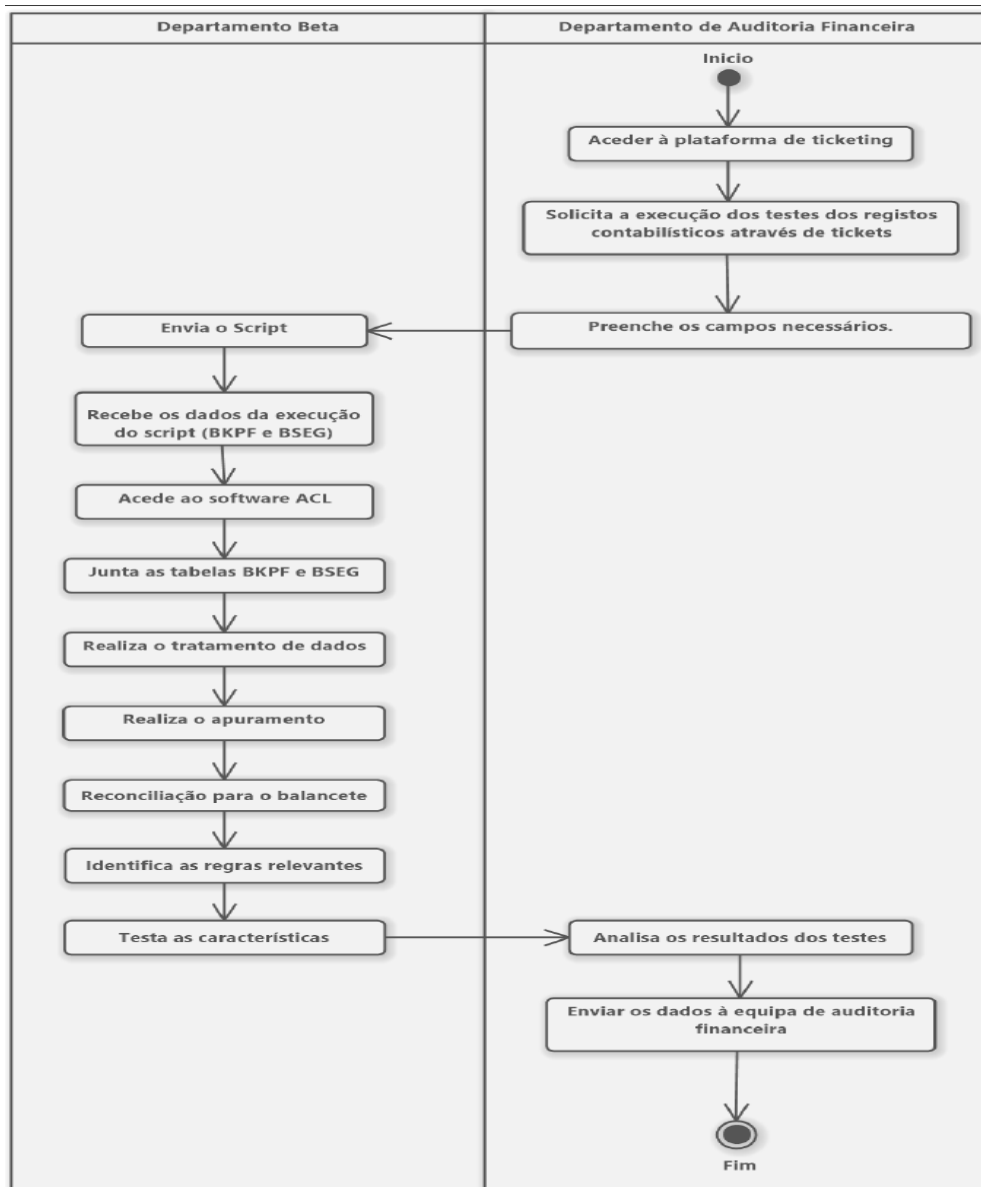 Departamento Beta
Departamento de Auditoria Financeira
Inicio
Aceder à plataforma de ticketing
Solicita a execução dos testes dos registos
contabilísticos através de tickets
Preenche os campos necessários.
Envia o Script
Recebe os dados da execução
do script (BKPF e BSEG)
Acede ao software ACL
Junta as tabelas BKPF e BSEG
Realiza o tratamento de dados
Realiza o apuramento
Reconciliação para o balancete
Identifica as regras relevantes
Testa as característícas
Analisa os resultados dos testes
Enviar os dados à equipa de auditoria
financeira
Fim